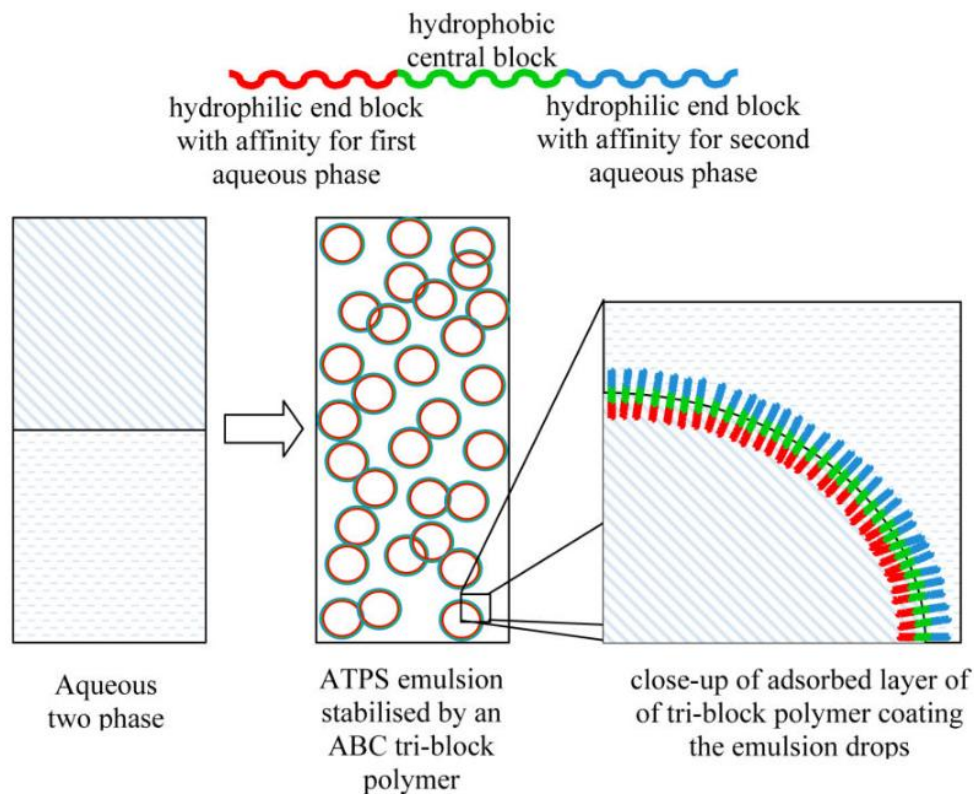 hydrophobic
central block
hydrophilic end block
with affinity for first
aqueous phase
hydrophilic end block
with affinity for second
aqueous phase
Aqueous
two phase
ATPS emulsion
stabilised by an
ABC tri-block
polymer
close-up of adsorbed layer of
of tri-block polymer coating
the emulsion drops